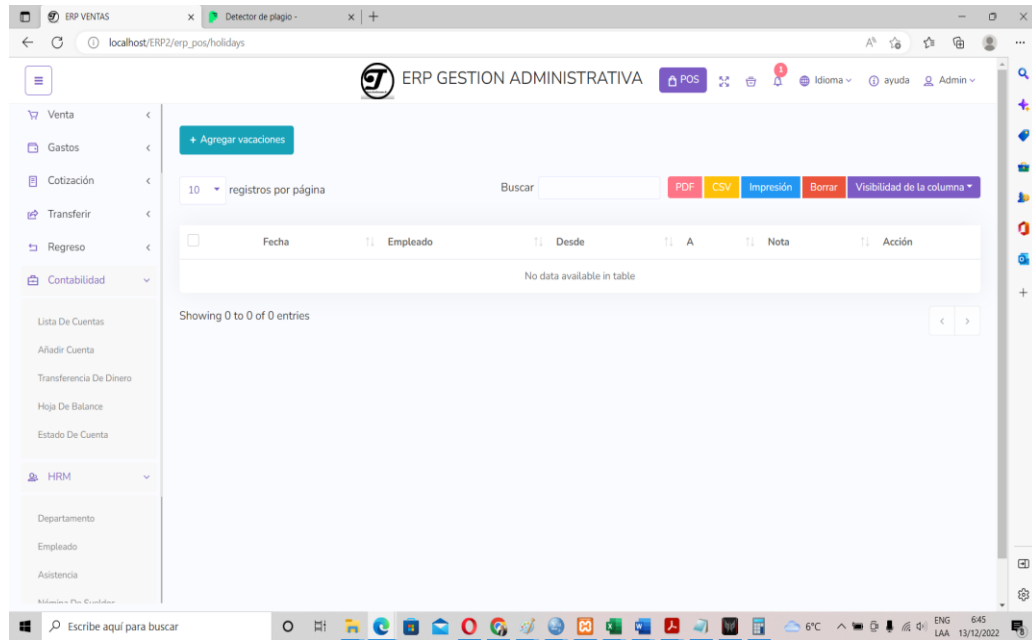 ERP VENTAS
Detector de plagio -
localhost/ERP2/erp_pos/holidays
ERP GESTION ADMINISTRATIVA
POS
1
Idioma
ayuda
Admin
Venta
Gastos
Cotización
Transferir
Regreso
Contabilidad
Lista De Cuentas
Añadir Cuenta
Transferencia De Dinero
Hoja De Balance
Estado De Cuenta
HRM
Departamento
Empleado
Asistencia
Nómina De Sueldos
+ Agregar vacaciones
10 registros por página
Buscar
PDF CSV Impresión Borrar Visibilidad de la columna
Fecha Empleado Desde A Nota Acción
No data available in table
Showing 0 to 0 of 0 entries
Escribe aquí para buscar
6°C
ENG
LAA
6:45
13/12/2022